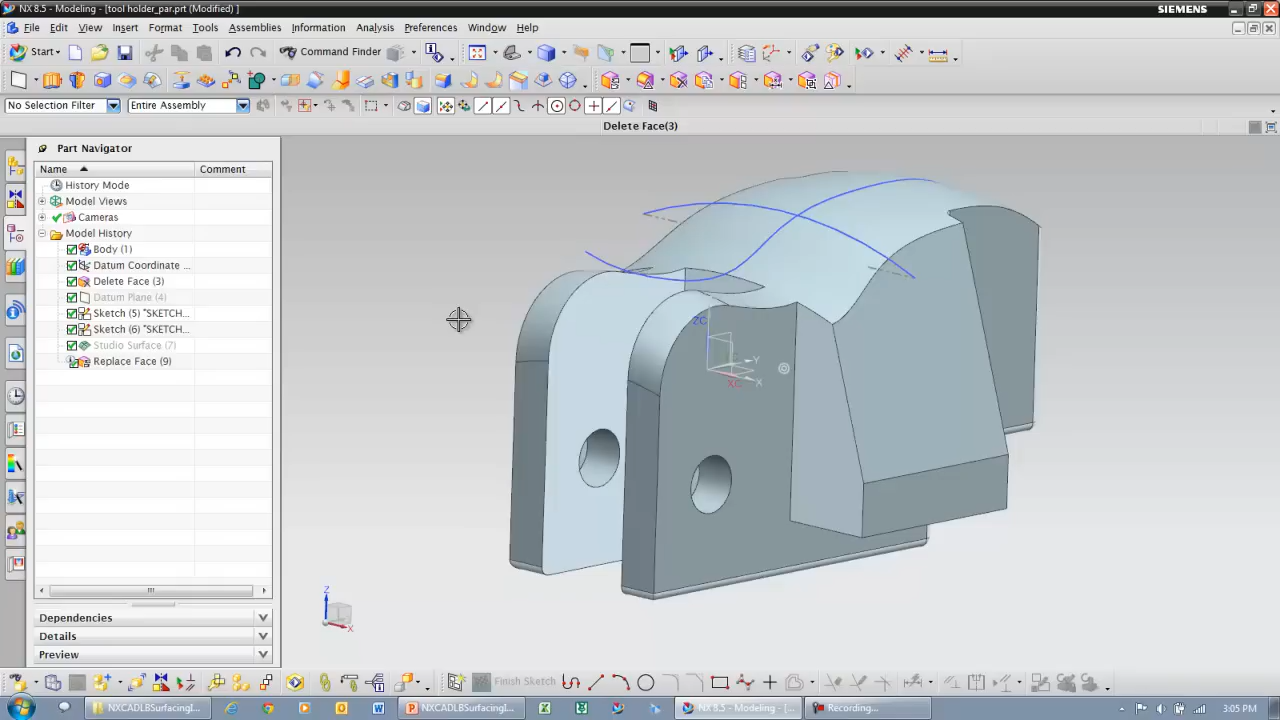 NX 8.5 - Modeling - [tool holder_par.prt (Modified) ]
SIEMENS
File Edit View Insert Format Tools Assemblies Information Analysis Preferences Window Help
Start
Command Finder
No Selection Filter
Entire Assembly
Delete Face(3)
Part Navigator
Name
Comment
History Mode
Model Views
Cameras
Model History
Body (1)
Datum Coordinate ...
Delete Face (3)
Datum Plane (4)
Sketch (5) "SKETCH...
Sketch (6) "SKETCH...
Studio Surface (7)
Replace Face (9)
Dependencies
Details
Preview
ZC
Y
XC
X
Z
X
Finish Sketch
NXCADLBSurfacingI...
NXCADLBSurfacingI...
NX 8.5 - Modeling - [...
Recording...
3:05 PM